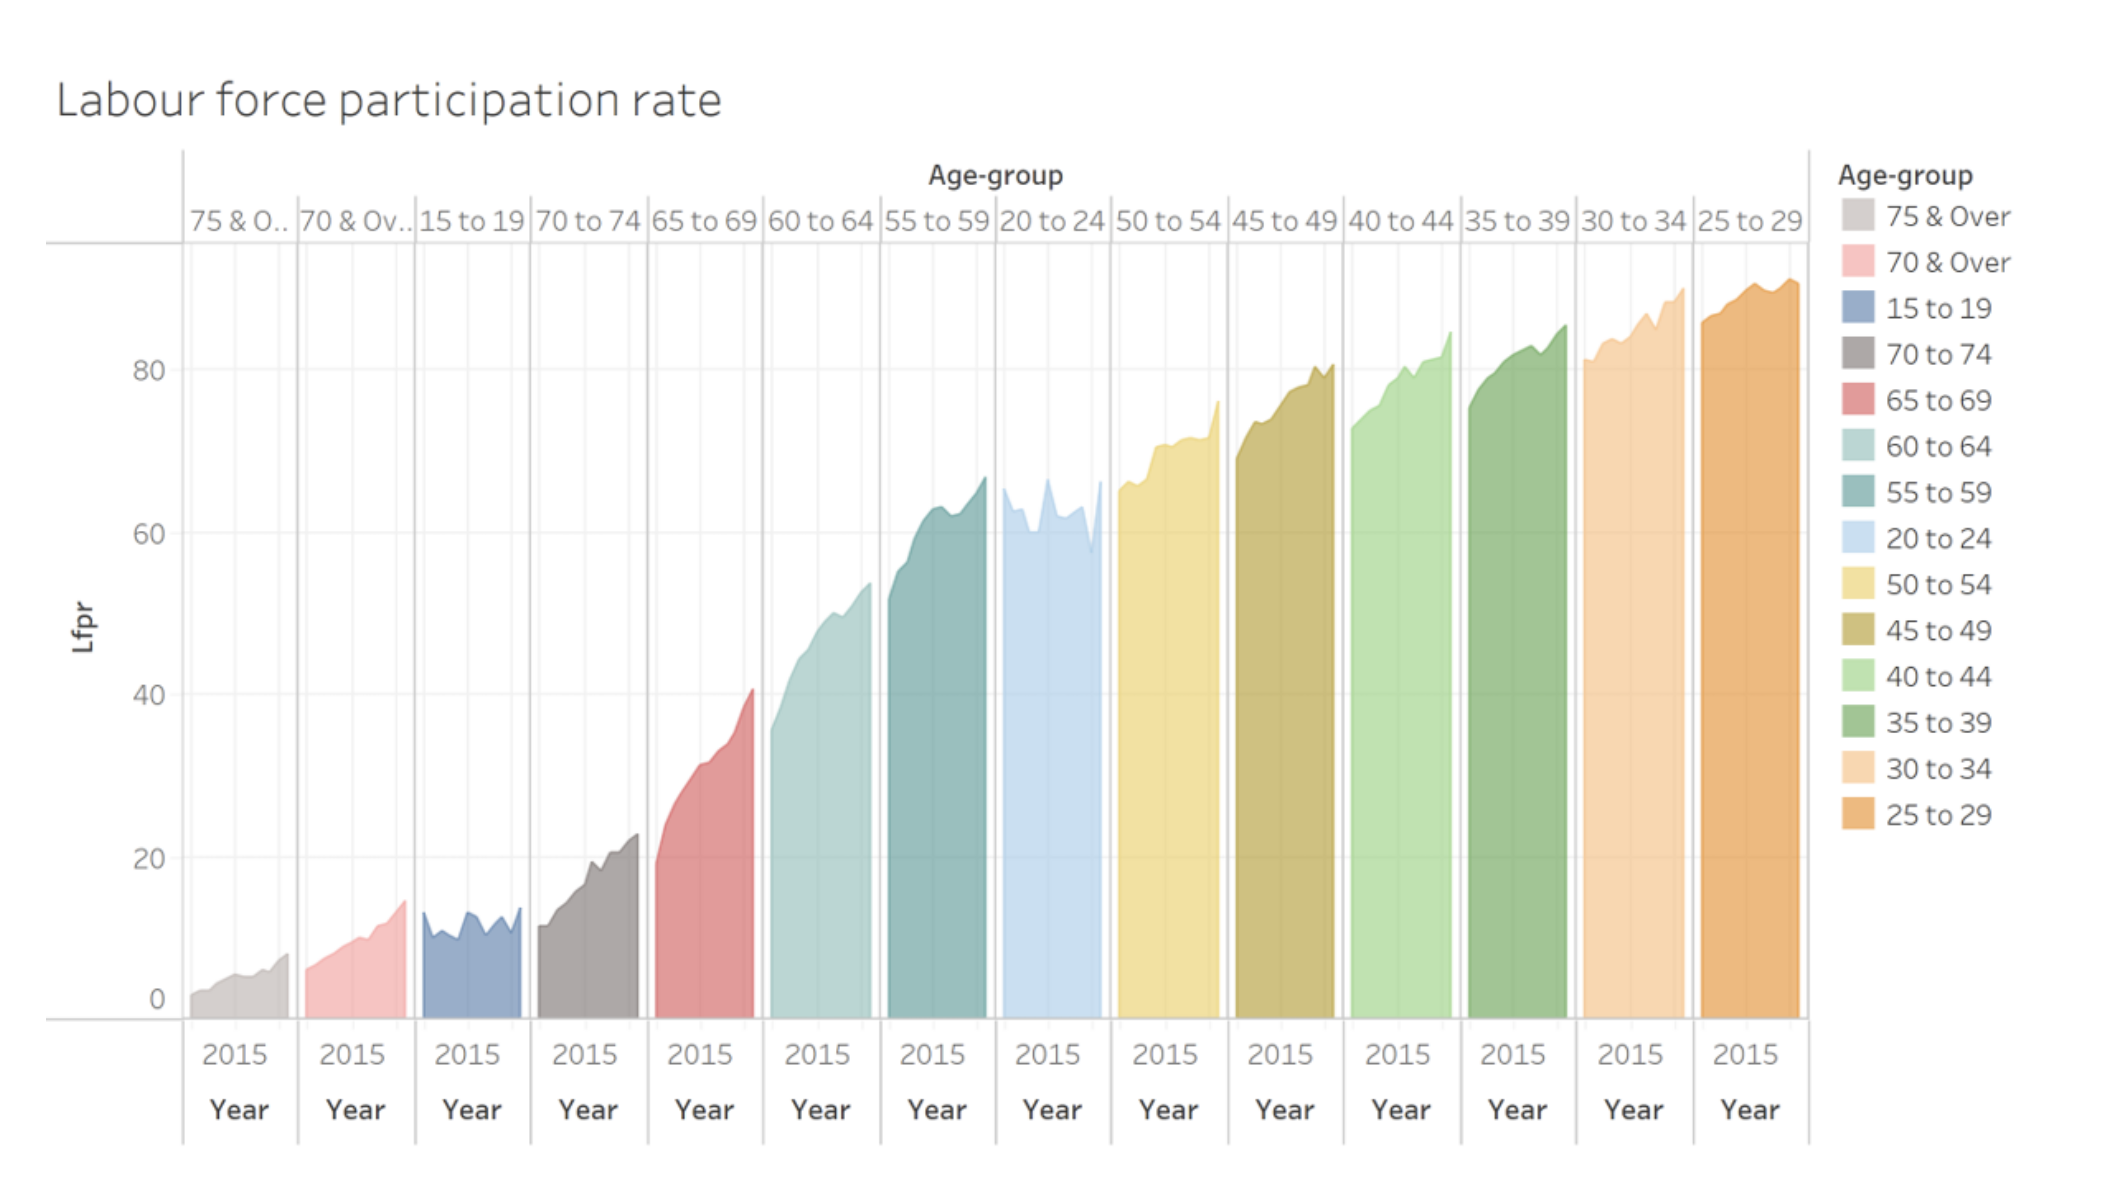 Labour force participation rate
Age-group
75 & O.. 70 & Ov.. 15 to 19 70 to 74 65 to 69 60 to 64 55 to 59 20 to 24 50 to 54 45 to 49 40 to 44 35 to 39 30 to 34 25 to 29
80
60
40
20
0
Lfpr
2015 2015 2015 2015 2015 2015 2015 2015 2015 2015 2015 2015 2015 2015
Year Year Year Year Year Year Year Year Year Year Year Year Year Year
Age-group
75 & Over
70 & Over
15 to 19
70 to 74
65 to 69
60 to 64
55 to 59
20 to 24
50 to 54
45 to 49
40 to 44
35 to 39
30 to 34
25 to 29